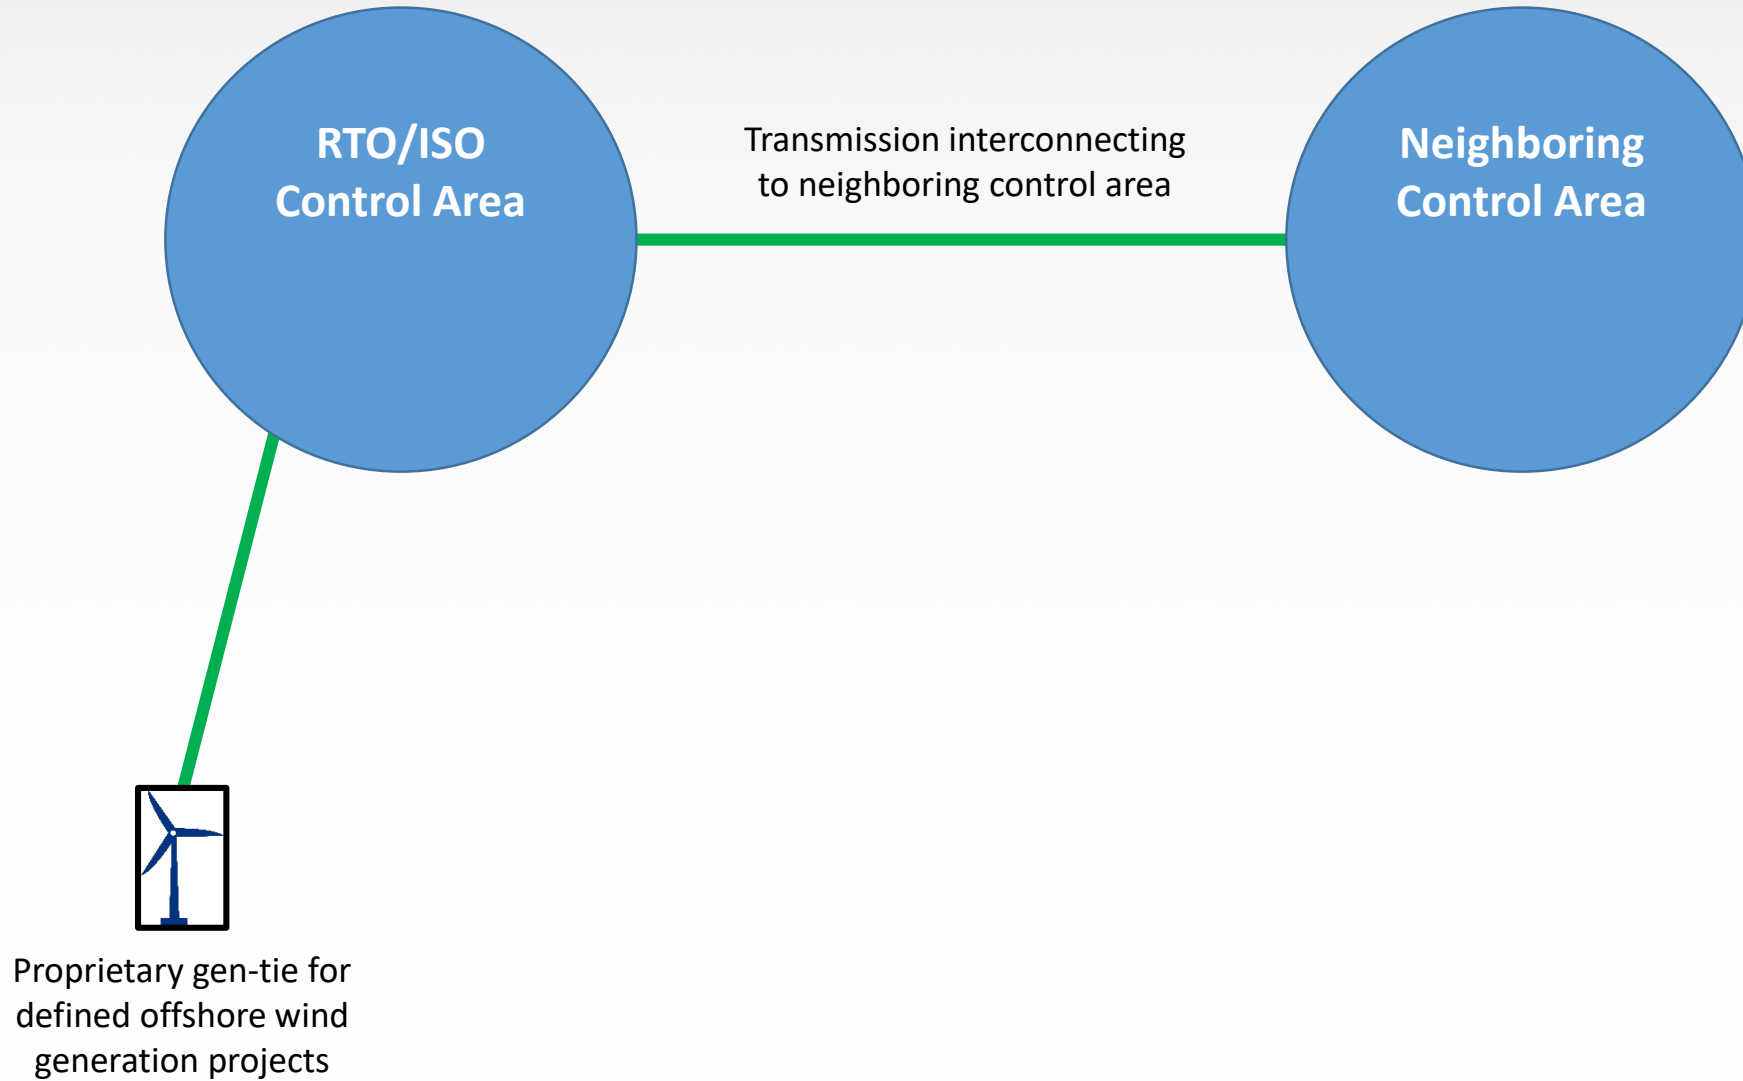 RTO/ISO
Control Area
Transmission interconnecting
to neighboring control area
Neighboring
Control Area
Proprietary gen-tie for
defined offshore wind
generation projects